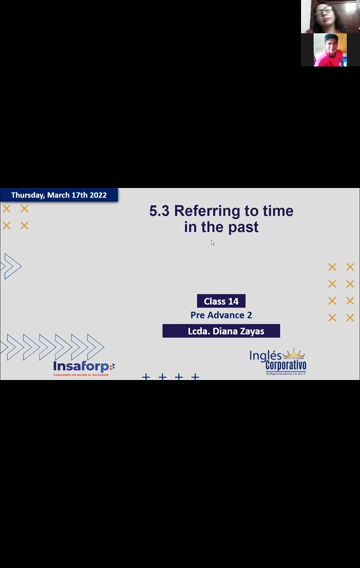 Thursday, March 17th 2022
5.3 Referring to time
in the past
Class 14
Pre Advance 2
Lcda. Diana Zayas
Insaforp
Inglés
Corporativo